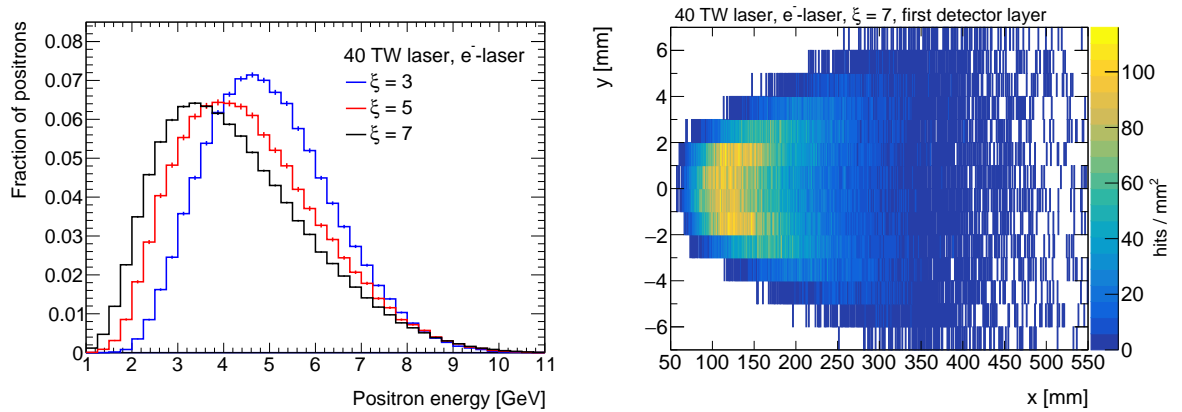 40 TW laser, e⁻-laser
ξ = 3
ξ = 5
ξ = 7
Fraction of positrons
0.08
0.07
0.06
0.05
0.04
0.03
0.02
0.01
0
1 2 3 4 5 6 7 8 9 10 11
Positron energy [GeV]
40 TW laser, e⁻-laser, ξ = 7, first detector layer
y [mm]
6
4
2
0
−2
−4
−6
50 100 150 200 250 300 350 400 450 500 550
x [mm]
100
80
60
40
20
0
hits / mm²